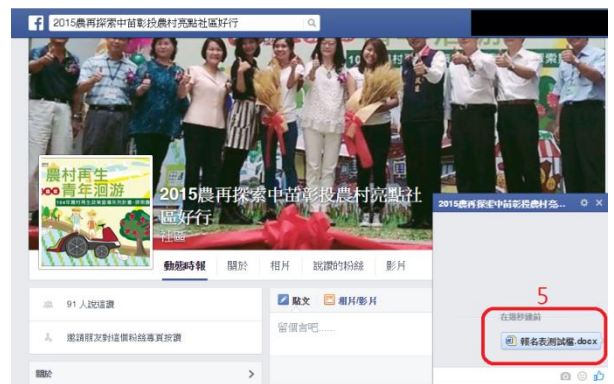 2015農再探索中苗彰投農村亮點社區好行
農村再生
青年洄游
2015農再探索中苗彰投農村亮點社
區好行
社區
動態時報 關於 相片 說讚的粉絲 影片
91 人說這讚
邀請朋友對這個粉絲專頁按讚
關於
貼文 相片/影片
留個言吧......
2015農再探索中苗彰投農村亮...
5
在幾秒鐘前
報名表測試檔.docx